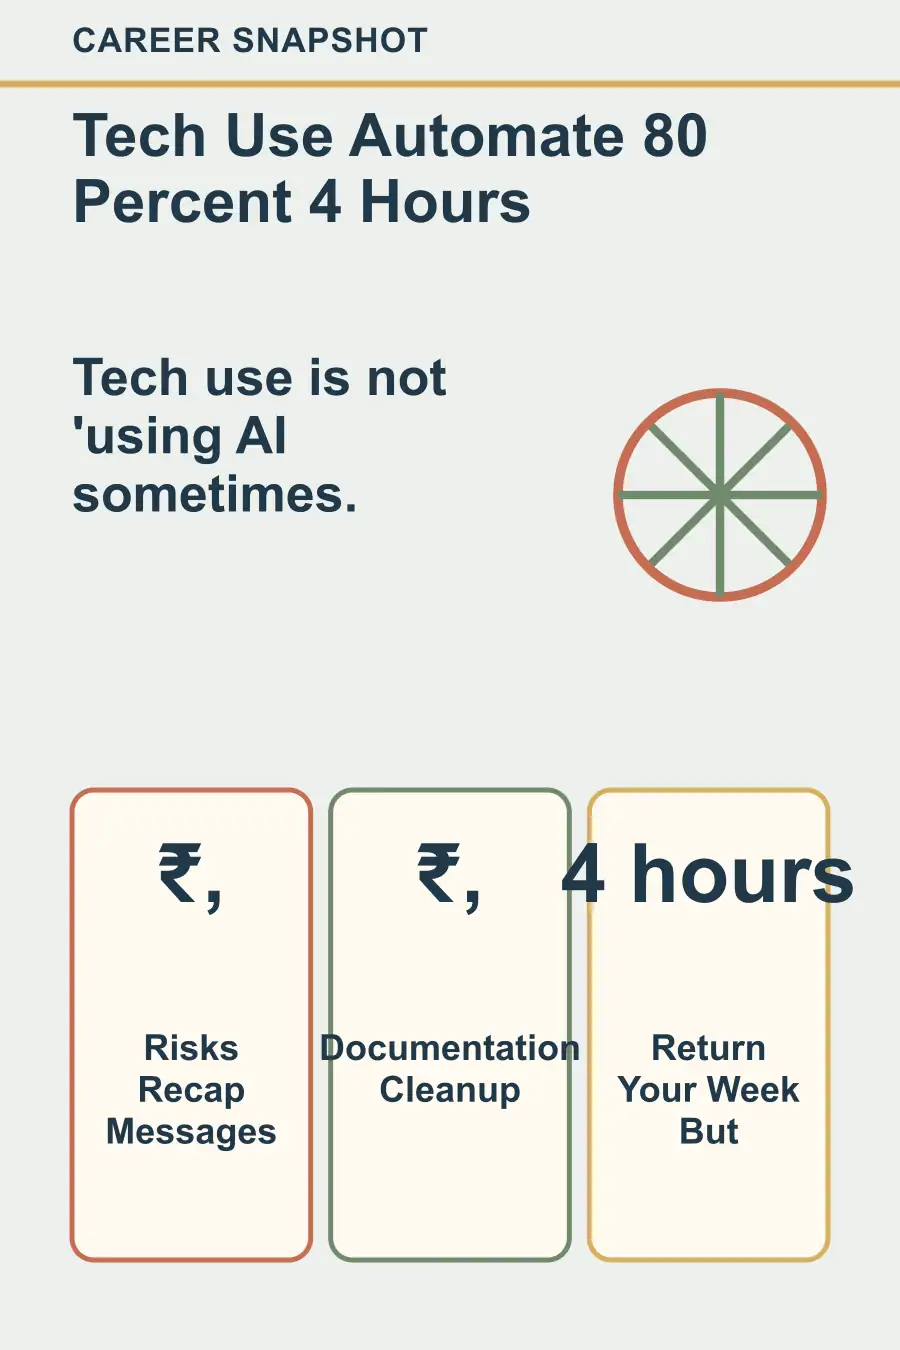 CAREER SNAPSHOT
Tech Use Automate 80
Percent 4 Hours
Tech use is not
'using AI
sometimes.
₹,
Risks
Recap
Messages
₹,
Documentation
Cleanup
4 hours
Return
Your Week
But